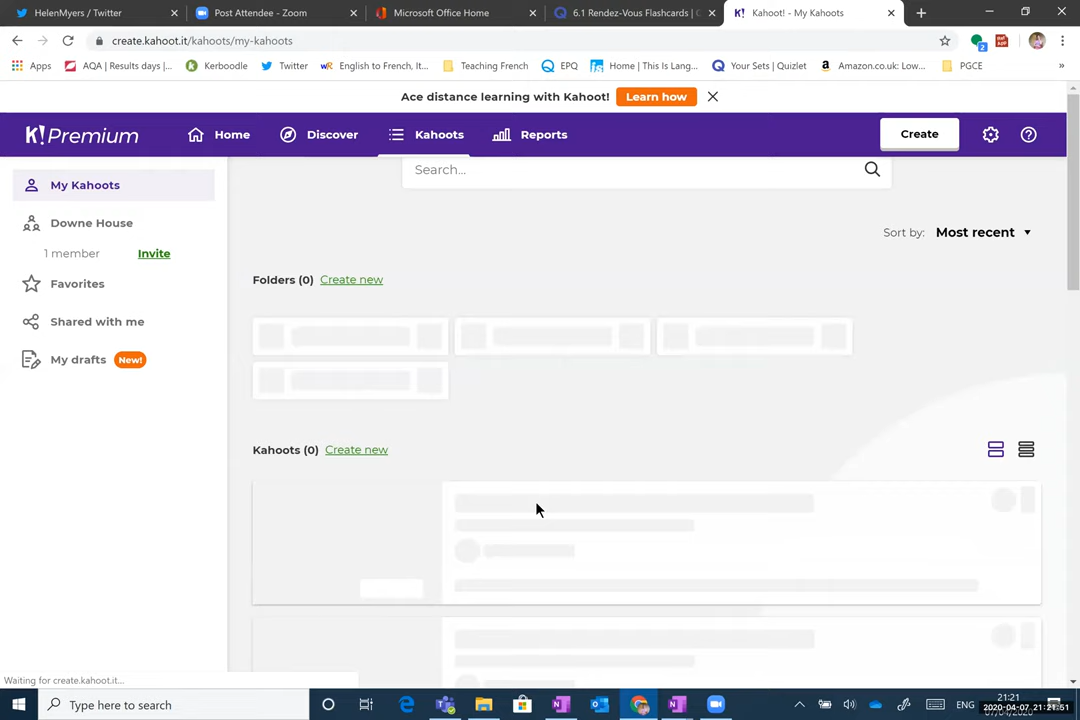 HelenMyers / Twitter
Post Attendee - Zoom
Microsoft Office Home
6.1 Rendez-Vous Flashcards |
Kahoot! - My Kahoots
create.kahoot.it/kahoots/my-kahoots
2
Apps
AQA | Results days |...
Kerboodle
Twitter
English to French, It...
Teaching French
EPQ
Home | This Is Lang...
Your Sets | Quizlet
Amazon.co.uk: Low...
PGCE
»
Ace distance learning with Kahoot!
Learn how
K!Premium
Home
Discover
Kahoots
Reports
Create
Search...
My Kahoots
Downe House
1 member
Invite
Favorites
Shared with me
My drafts
New!
Sort by:
Most recent
Folders (0)
Create new
Kahoots (0)
Create new
Waiting for create.kahoot.it...
Type here to search
ENG
21:21
2020-04-07 21:21:51